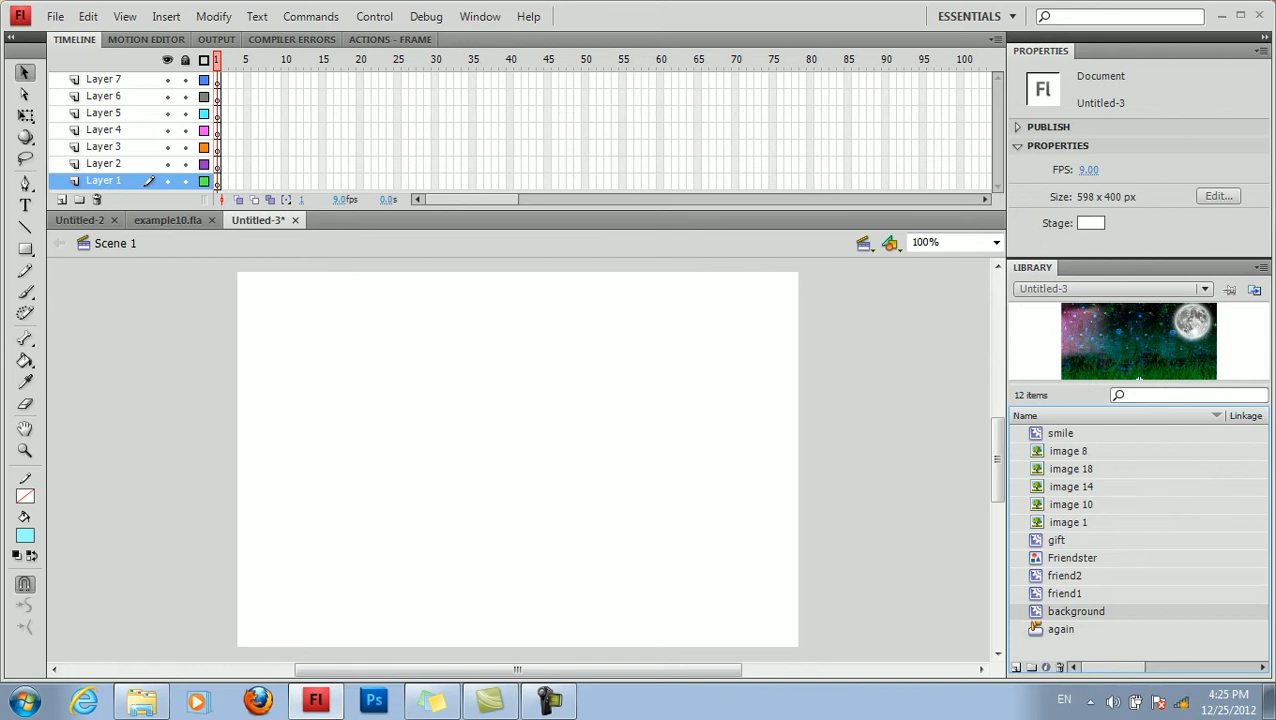 Fl File Edit View Insert Modify Text Commands Control Debug Window Help ESSENTIALS
TIMELINE MOTION EDITOR OUTPUT COMPILER ERRORS ACTIONS - FRAME
1 5 10 15 20 25 30 35 40 45 50 55 60 65 70 75 80 85 90 95 100
Layer 7
Layer 6
Layer 5
Layer 4
Layer 3
Layer 2
Layer 1
1 9.0fps 0.0s
Untitled-2 example10.fla Untitled-3*
Scene 1 100%
PROPERTIES
Fl Document
Untitled-3
PUBLISH
PROPERTIES
FPS: 9.00
Size: 598 x 400 px Edit...
Stage:
LIBRARY
Untitled-3
12 items
Name Linkage
smile
image 8
image 18
image 14
image 10
image 1
gift
Friendster
friend2
friend1
background
again
Fl Ps EN 4:25 PM
12/25/2012